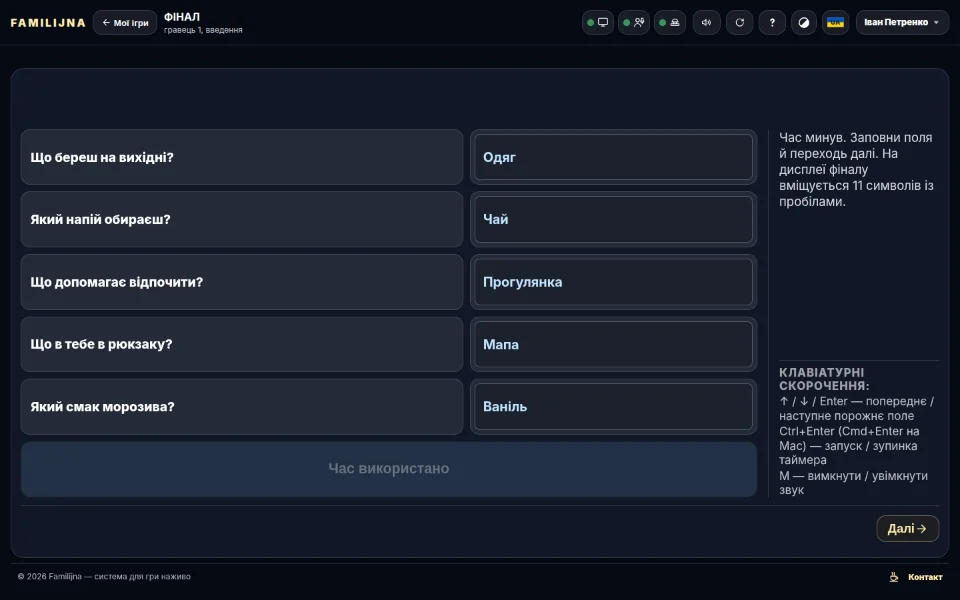 FAMILIJNA
← Мої ігри
ФІНАЛ
гравець 1, введення
?
UA
Іван Петренко
Що береш на вихідні?
Одяг
Який напій обираєш?
Чай
Що допомагає відпочити?
Прогулянка
Що в тебе в рюкзаку?
Мапа
Який смак морозива?
Ваніль
Час використано
Час минув. Заповни поля
й переходь далі. На
дисплеї фіналу
вміщується 11 символів із
пробілами.
КЛАВІАТУРНІ
СКОРОЧЕННЯ:
↑ / ↓ / Enter — попереднє /
наступне порожнє поле
Ctrl+Enter (Cmd+Enter на
Mac) — запуск / зупинка
таймера
M — вимкнути / увімкнути
звук
Далі →
© 2026 Familijna — система для гри наживо
Контакт